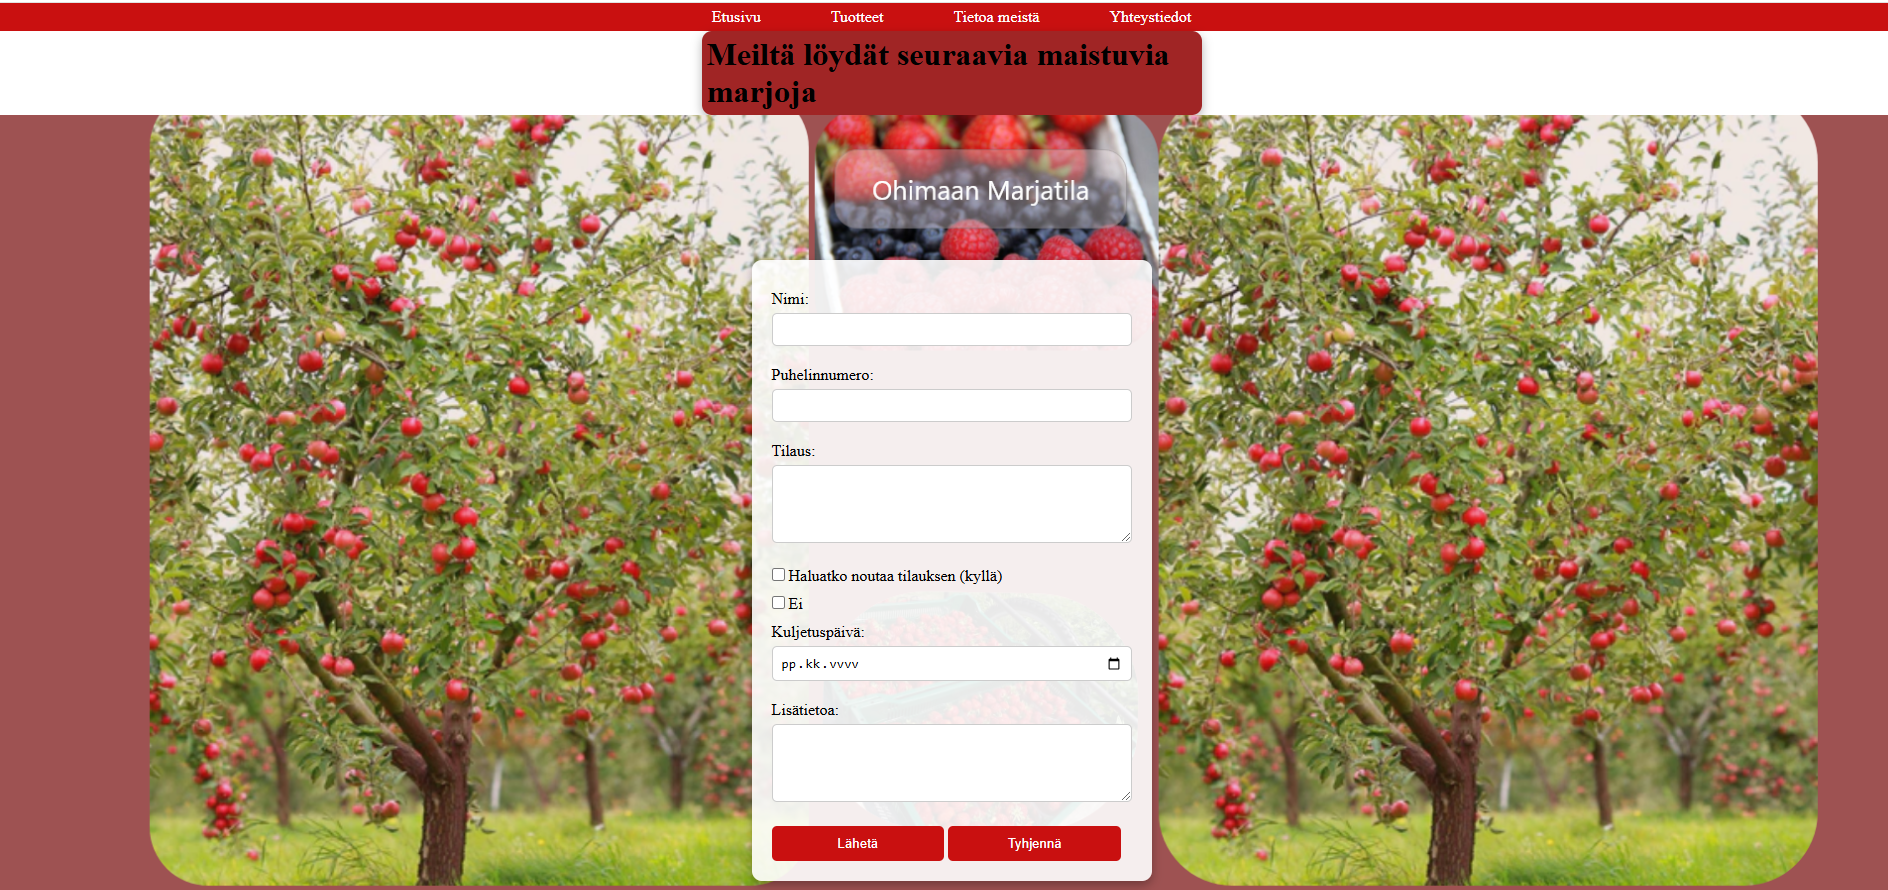 Etusivu Tuotteet Tietoa meistä Yhteystiedot
Meiltä löydät seuraavia maistuvia
marjoja
Ohimaan Marjatila
Nimi:
Puhelinnumero:
Tilaus:
Haluatko noutaa tilauksen (kyllä)
Ei
Kuljetuspäivä:
pp.kk.vvvv
Lisätietoa:
Lähetä Tyhjennä